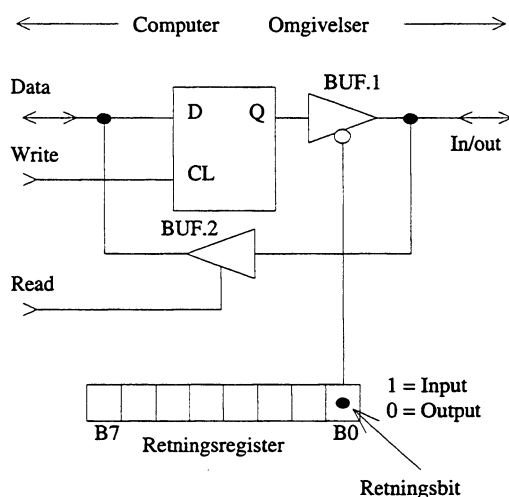 Computer Omgivelser
BUF.1
Data
D Q
In/out
Write
CL
BUF.2
Read
1 = Input
0 = Output
B7 B0
Retningsregister
Retningsbit